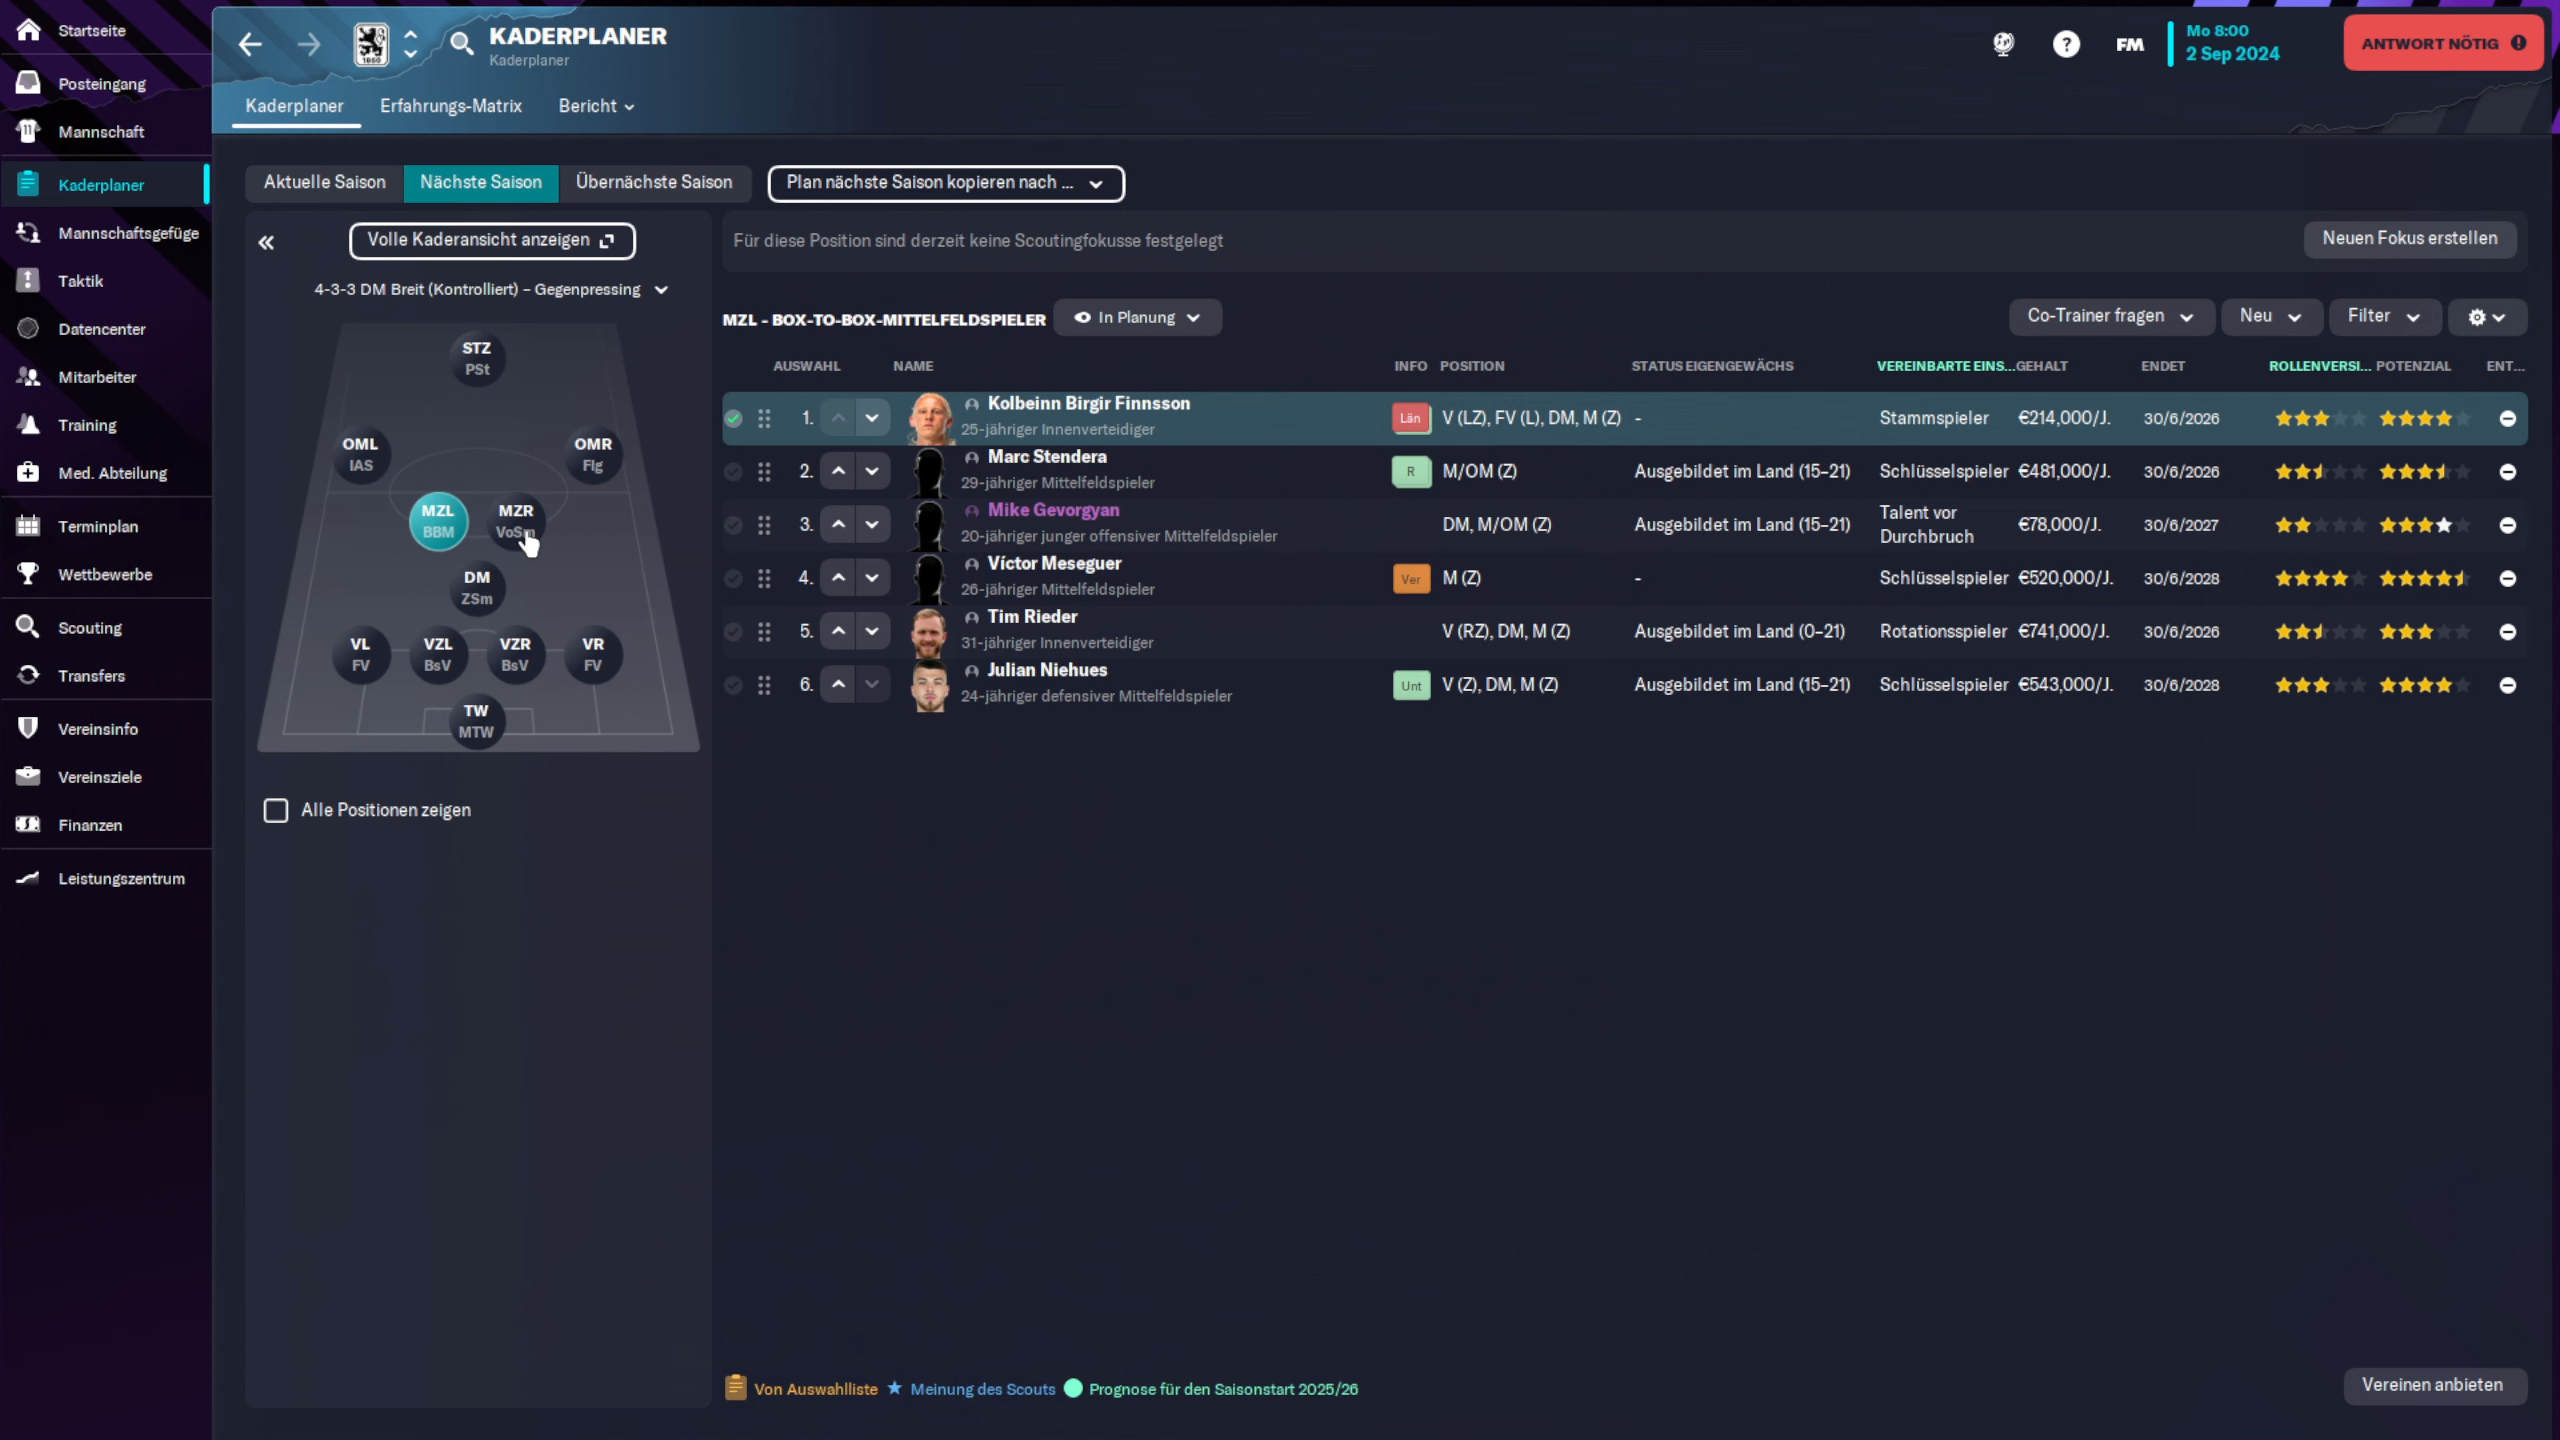 Startseite
Posteingang
Mannschaft
Kaderplaner
Mannschaftsgefüge
Taktik
Datencenter
Mitarbeiter
Training
Med. Abteilung
Terminplan
Wettbewerbe
Scouting
Transfers
Vereinsinfo
Vereinsziele
Finanzen
Leistungszentrum
1860
KADERPLANER
Kaderplaner
FM
Mo 8:00
2 Sep 2024
ANTWORT NÖTIG
Kaderplaner Erfahrungs-Matrix Bericht
Aktuelle Saison Nächste Saison Übernächste Saison Plan nächste Saison kopieren nach ...
Volle Kaderansicht anzeigen
4-3-3 DM Breit (Kontrolliert) – Gegenpressing
STZ
PSt
OML OMR
IAS Flg
MZL MZR
BBM VoSm
DM
ZSm
VL VZL VZR VR
FV BsV BsV FV
TW
MTW
Alle Positionen zeigen
Für diese Position sind derzeit keine Scoutingfokusse festgelegt
Neuen Fokus erstellen
MZL - BOX-TO-BOX-MITTELFELDSPIELER In Planung
Co-Trainer fragen Neu Filter
AUSWAHL NAME INFO POSITION STATUS EIGENGEWÄCHS VEREINBARTE EINS... GEHALT ENDET ROLLENVERSI... POTENZIAL ENT...
1. Kolbeinn Birgir Finnsson Län V (LZ), FV (L), DM, M (Z) - Stammspieler €214,000/J. 30/6/2026
25-jähriger Innenverteidiger
2. Marc Stendera R M/OM (Z) Ausgebildet im Land (15–21) Schlüsselspieler €481,000/J. 30/6/2026
29-jähriger Mittelfeldspieler
3. Mike Gevorgyan DM, M/OM (Z) Ausgebildet im Land (15–21) Talent vor Durchbruch €78,000/J. 30/6/2027
20-jähriger junger offensiver Mittelfeldspieler
4. Víctor Meseguer Ver M (Z) - Schlüsselspieler €520,000/J. 30/6/2028
26-jähriger Mittelfeldspieler
5. Tim Rieder V (RZ), DM, M (Z) Ausgebildet im Land (0–21) Rotationsspieler €741,000/J. 30/6/2026
31-jähriger Innenverteidiger
6. Julian Niehues Unt V (Z), DM, M (Z) Ausgebildet im Land (15–21) Schlüsselspieler €543,000/J. 30/6/2028
24-jähriger defensiver Mittelfeldspieler
Von Auswahlliste Meinung des Scouts Prognose für den Saisonstart 2025/26
Vereinen anbieten